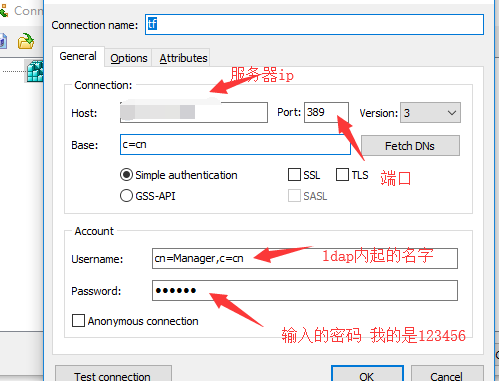 Conn
Connection name: tf
General Options Attributes
服务器ip
Connection:
Host: Port: 389 Version: 3
Base: c=cn Fetch DNs
Simple authentication SSL TLS 端口
GSS-API SASL
Account
Username: cn=Manager,c=cn ldap内起的名字
Password: ••••••
Anonymous connection 输入的密码 我的是123456
Test connection OK Cancel